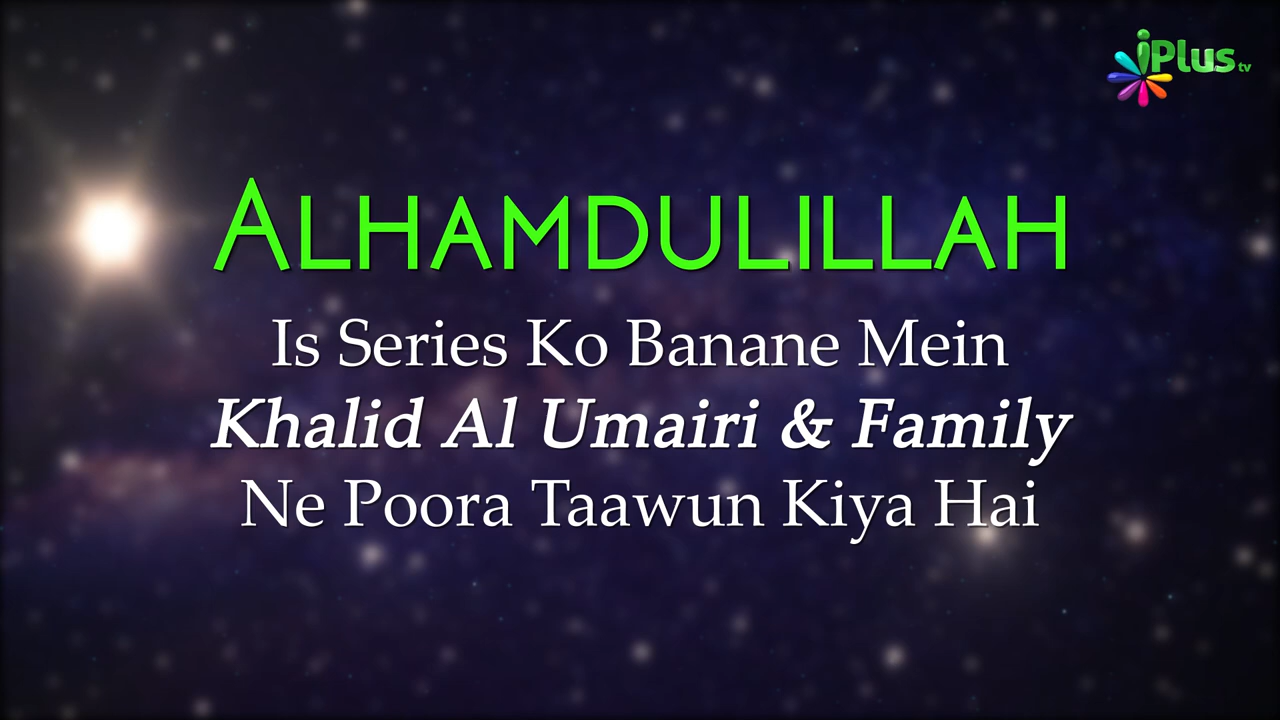 iPlus tv
ALHAMDULILLAH
Is Series Ko Banane Mein
Khalid Al Umairi & Family
Ne Poora Taawun Kiya Hai